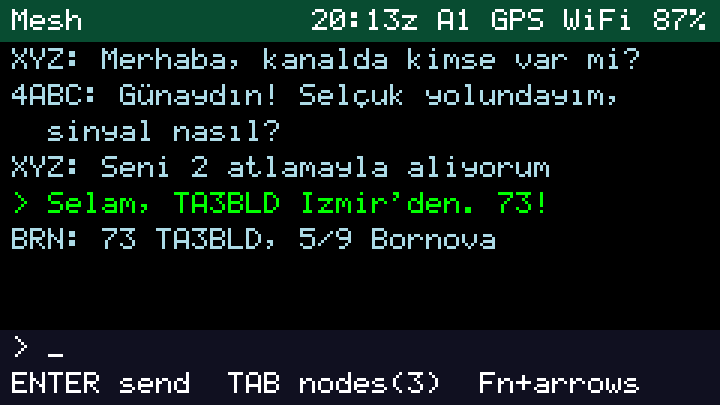 Mesh 20:13z A1 GPS WiFi 87%
XYZ: Merhaba, kanalda kimse var mi?
4ABC: Günaydın! Selçuk yolundayım,
sinyal nasıl?
XYZ: Seni 2 atlamayla aliyorum
> Selam, TA3BLD Izmir'den. 73!
BRN: 73 TA3BLD, 5/9 Bornova
> _
ENTER send TAB nodes(3) Fn+arrows